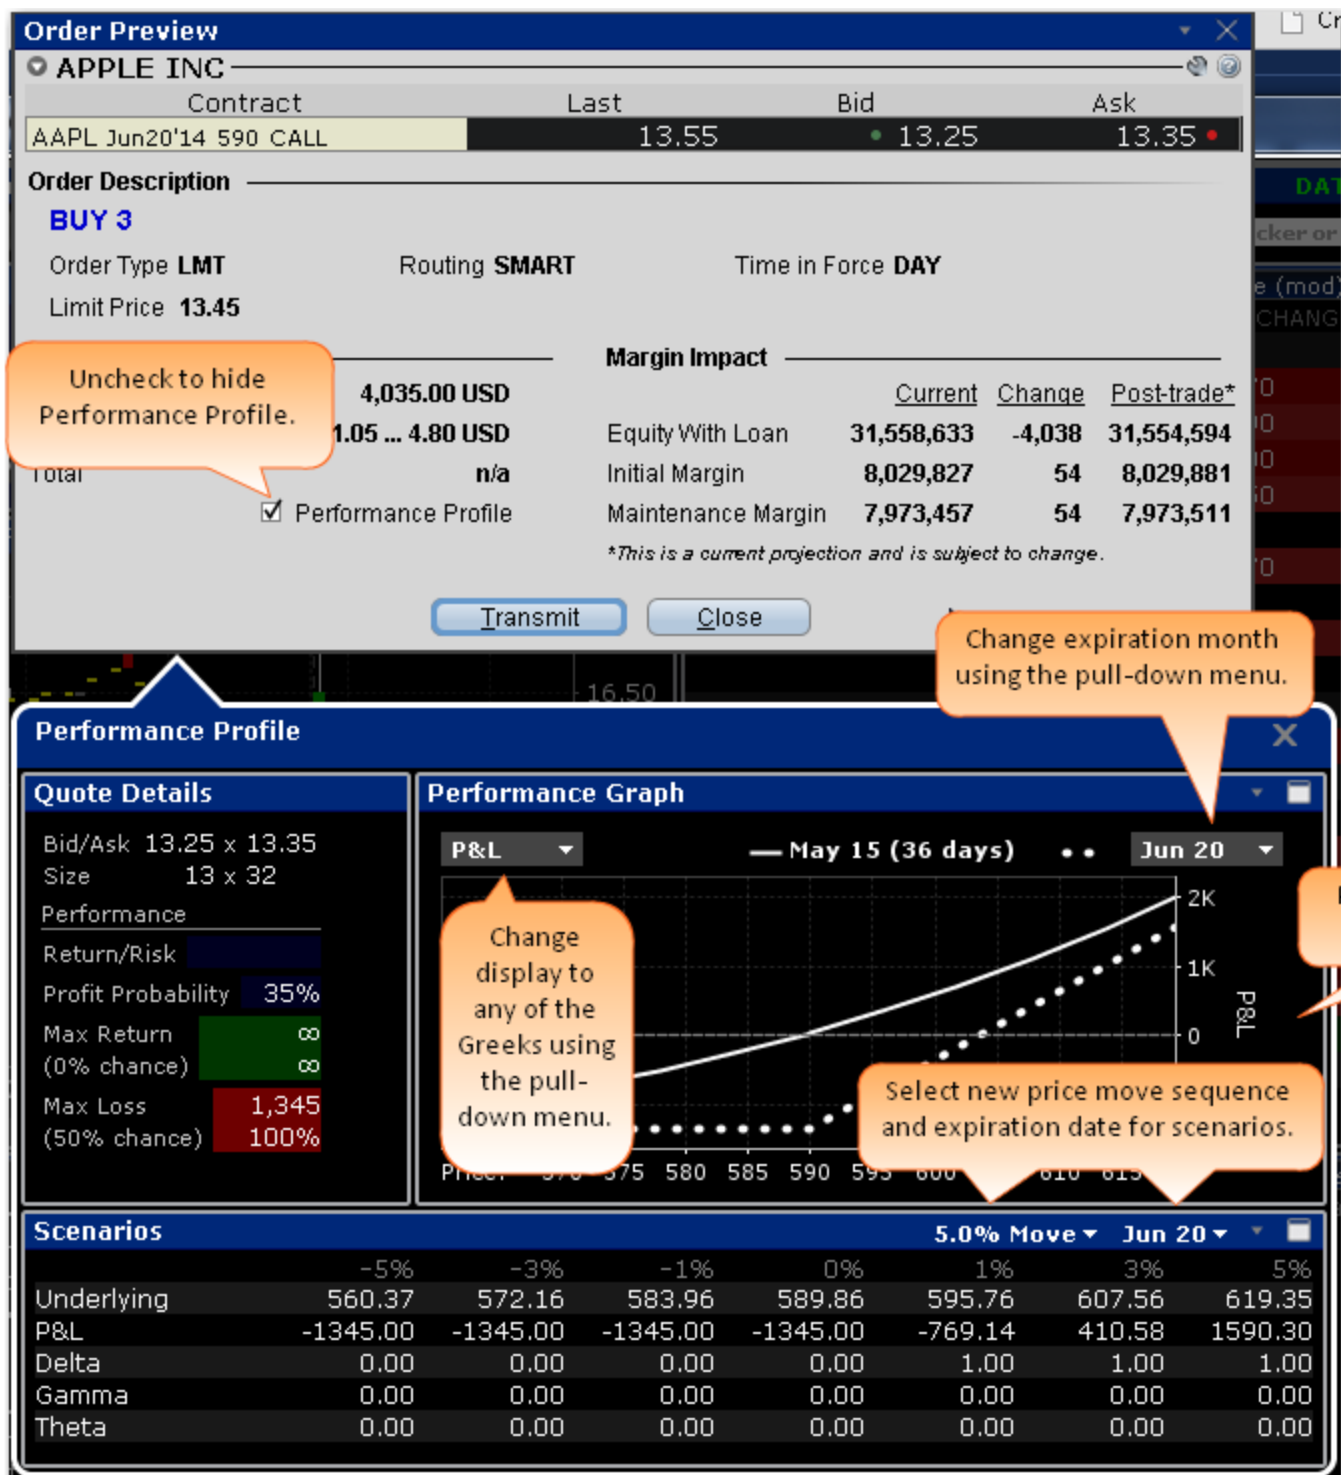 Order Preview
Cr
APPLE INC
Contract Last Bid Ask
AAPL Jun20'14 590 CALL 13.55 13.25 13.35
Order Description
BUY 3
Order Type LMT Routing SMART Time in Force DAY
Limit Price 13.45
DAT
cker or
e (mod)
CHANG
Uncheck to hide
Performance Profile.
4,035.00 USD
1.05 ... 4.80 USD
Total n/a
Performance Profile
Margin Impact
Current Change Post-trade*
Equity With Loan 31,558,633 -4,038 31,554,594
Initial Margin 8,029,827 54 8,029,881
Maintenance Margin 7,973,457 54 7,973,511
*This is a current projection and is subject to change.
Transmit Close
16.50
Change expiration month
using the pull-down menu.
Performance Profile
X
Quote Details
Bid/Ask 13.25 x 13.35
Size 13 x 32
Performance
Return/Risk
Profit Probability 35%
Max Return ∞
(0% chance) ∞
Max Loss 1,345
(50% chance) 100%
Performance Graph
P&L May 15 (36 days) Jun 20
2K
1K
0
P&L
Change
display to
any of the
Greeks using
the pull-
down menu.
Select new price move sequence
and expiration date for scenarios.
575 580 585 590 595 600 610 615
Scenarios 5.0% Move Jun 20
-5% -3% -1% 0% 1% 3% 5%
Underlying 560.37 572.16 583.96 589.86 595.76 607.56 619.35
P&L -1345.00 -1345.00 -1345.00 -1345.00 -769.14 410.58 1590.30
Delta 0.00 0.00 0.00 0.00 1.00 1.00 1.00
Gamma 0.00 0.00 0.00 0.00 0.00 0.00 0.00
Theta 0.00 0.00 0.00 0.00 0.00 0.00 0.00